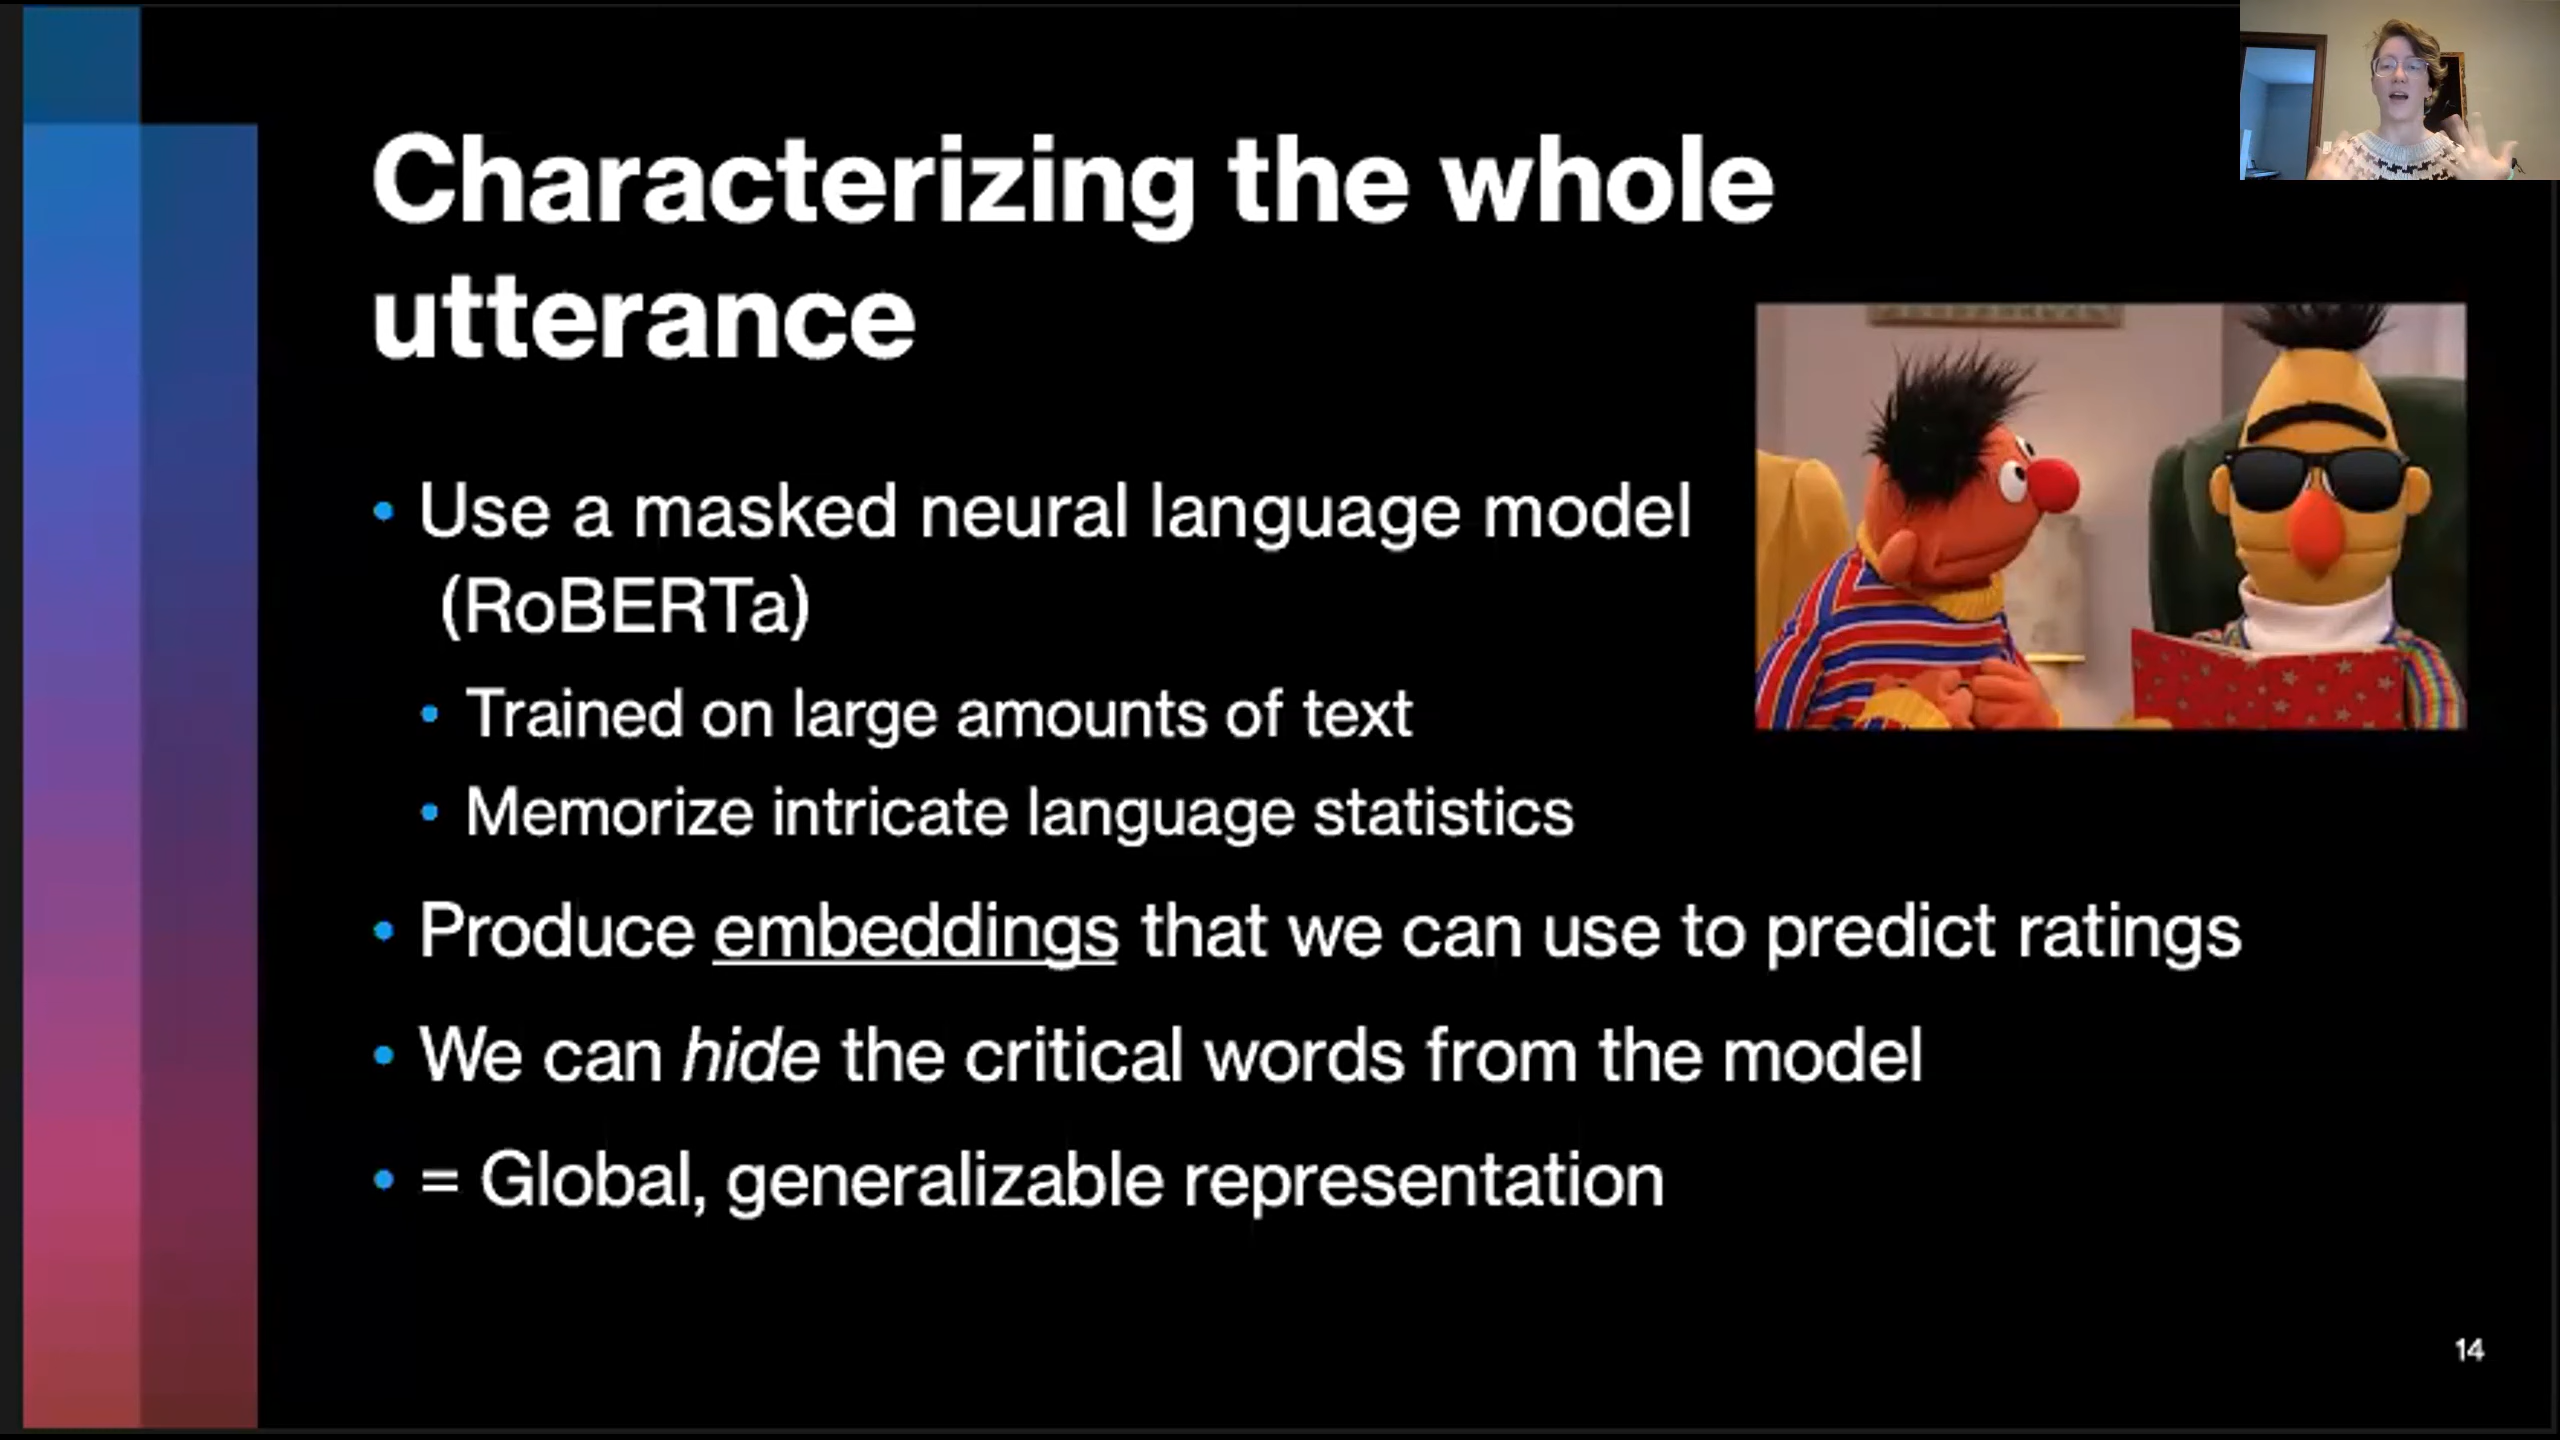 Characterizing the whole
utterance
• Use a masked neural language model
(RoBERTa)
• Trained on large amounts of text
• Memorize intricate language statistics
• Produce embeddings that we can use to predict ratings
• We can hide the critical words from the model
• = Global, generalizable representation
14